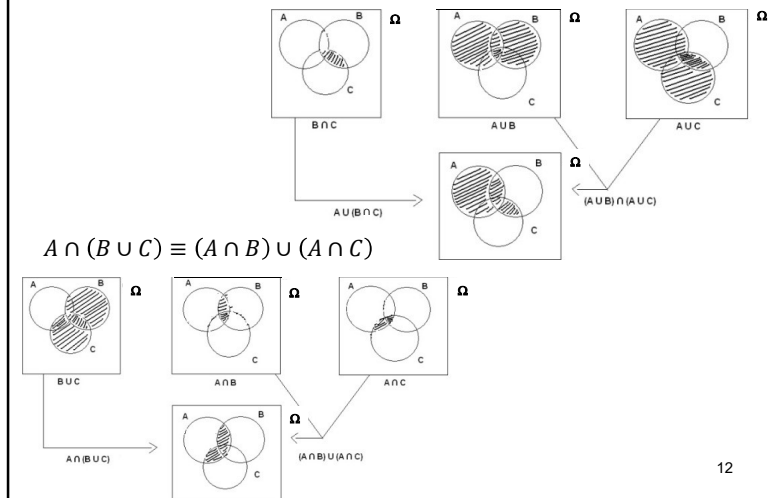 A B Ω
C
B∩C
A B Ω
C
A∪B
A B Ω
C
A∪C
A B Ω
C
A∪(B∩C)
(A∪B)∩(A∪C)
A ∩ (B ∪ C) ≡ (A ∩ B) ∪ (A ∩ C)
A B Ω
C
B∪C
A B Ω
C
A∩B
A B Ω
C
A∩C
A B Ω
C
A∩(B∪C)
(A∩B)∪(A∩C)
12